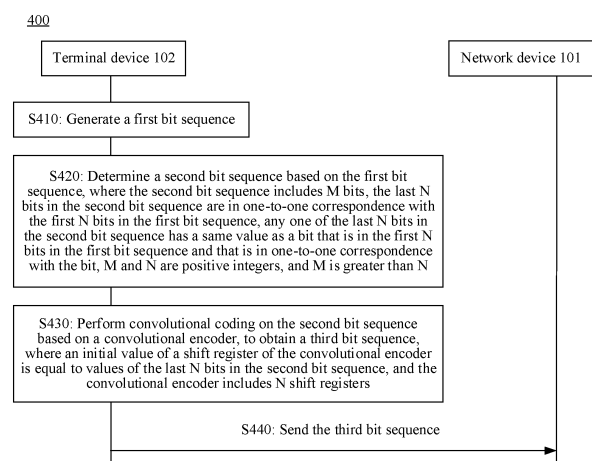 400
Terminal device 102
Network device 101
S410: Generate a first bit sequence
S420: Determine a second bit sequence based on the first bit
sequence, where the second bit sequence includes M bits, the last N
bits in the second bit sequence are in one-to-one correspondence with
the first N bits in the first bit sequence, any one of the last N bits in
the second bit sequence has a same value as a bit that is in the first N
bits in the first bit sequence and that is in one-to-one correspondence
with the bit, M and N are positive integers, and M is greater than N
S430: Perform convolutional coding on the second bit sequence
based on a convolutional encoder, to obtain a third bit sequence,
where an initial value of a shift register of the convolutional encoder
is equal to values of the last N bits in the second bit sequence, and the
convolutional encoder includes N shift registers
S440: Send the third bit sequence